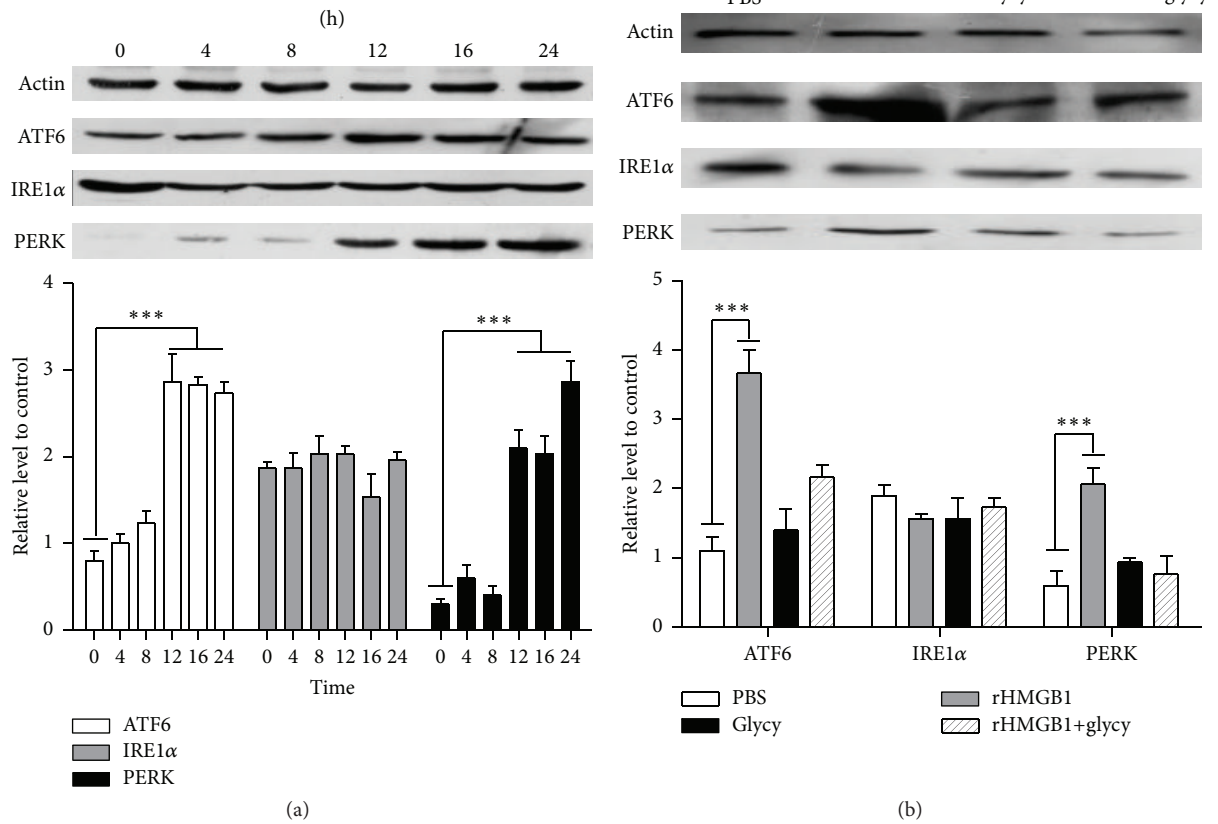 (h)
0 4 8 12 16 24
Actin
ATF6
IRE1α
PERK
4
3
2
1
0
Relative level to control
***
***
0 4 8 12 16 24 0 4 8 12 16 24 0 4 8 12 16 24
Time
ATF6
IRE1α
PERK
(a)
PBS
Actin
ATF6
IRE1α
PERK
5
4
3
2
1
0
Relative level to control
***
***
ATF6 IRE1α PERK
PBS rHMGB1
Glycy rHMGB1+glycy
(b)